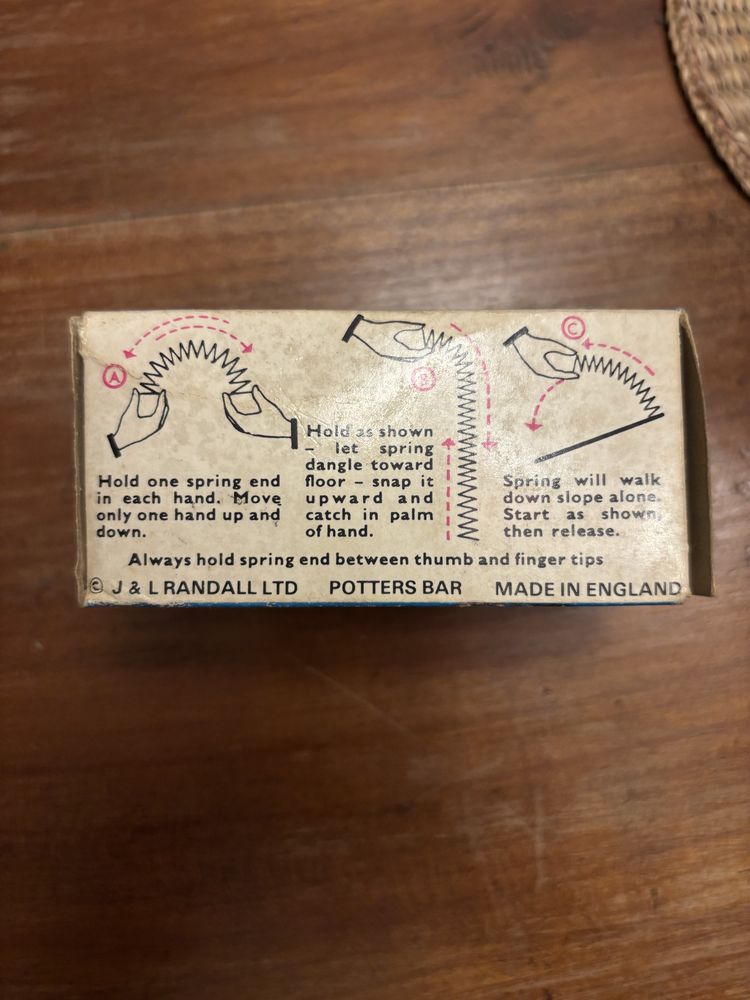 A
Hold one spring end
in each hand. Move
only one hand up and
down.
B
Hold as shown
– let spring
dangle toward
floor – snap it
upward and
catch in palm
of hand.
C
Spring will walk
down slope alone.
Start as shown,
then release.
Always hold spring end between thumb and finger tips
© J & L RANDALL LTD POTTERS BAR MADE IN ENGLAND